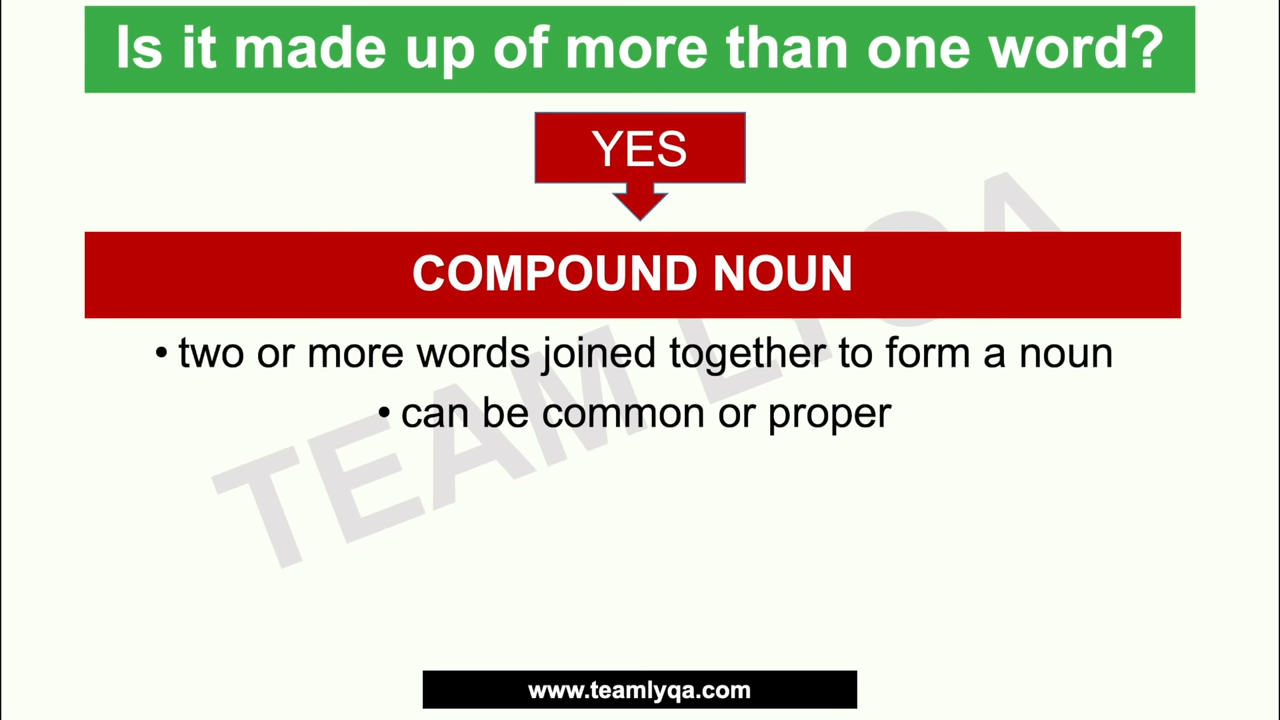 Is it made up of more than one word?
YES
COMPOUND NOUN
• two or more words joined together to form a noun
• can be common or proper
TEAM LYQA
www.teamlyqa.com